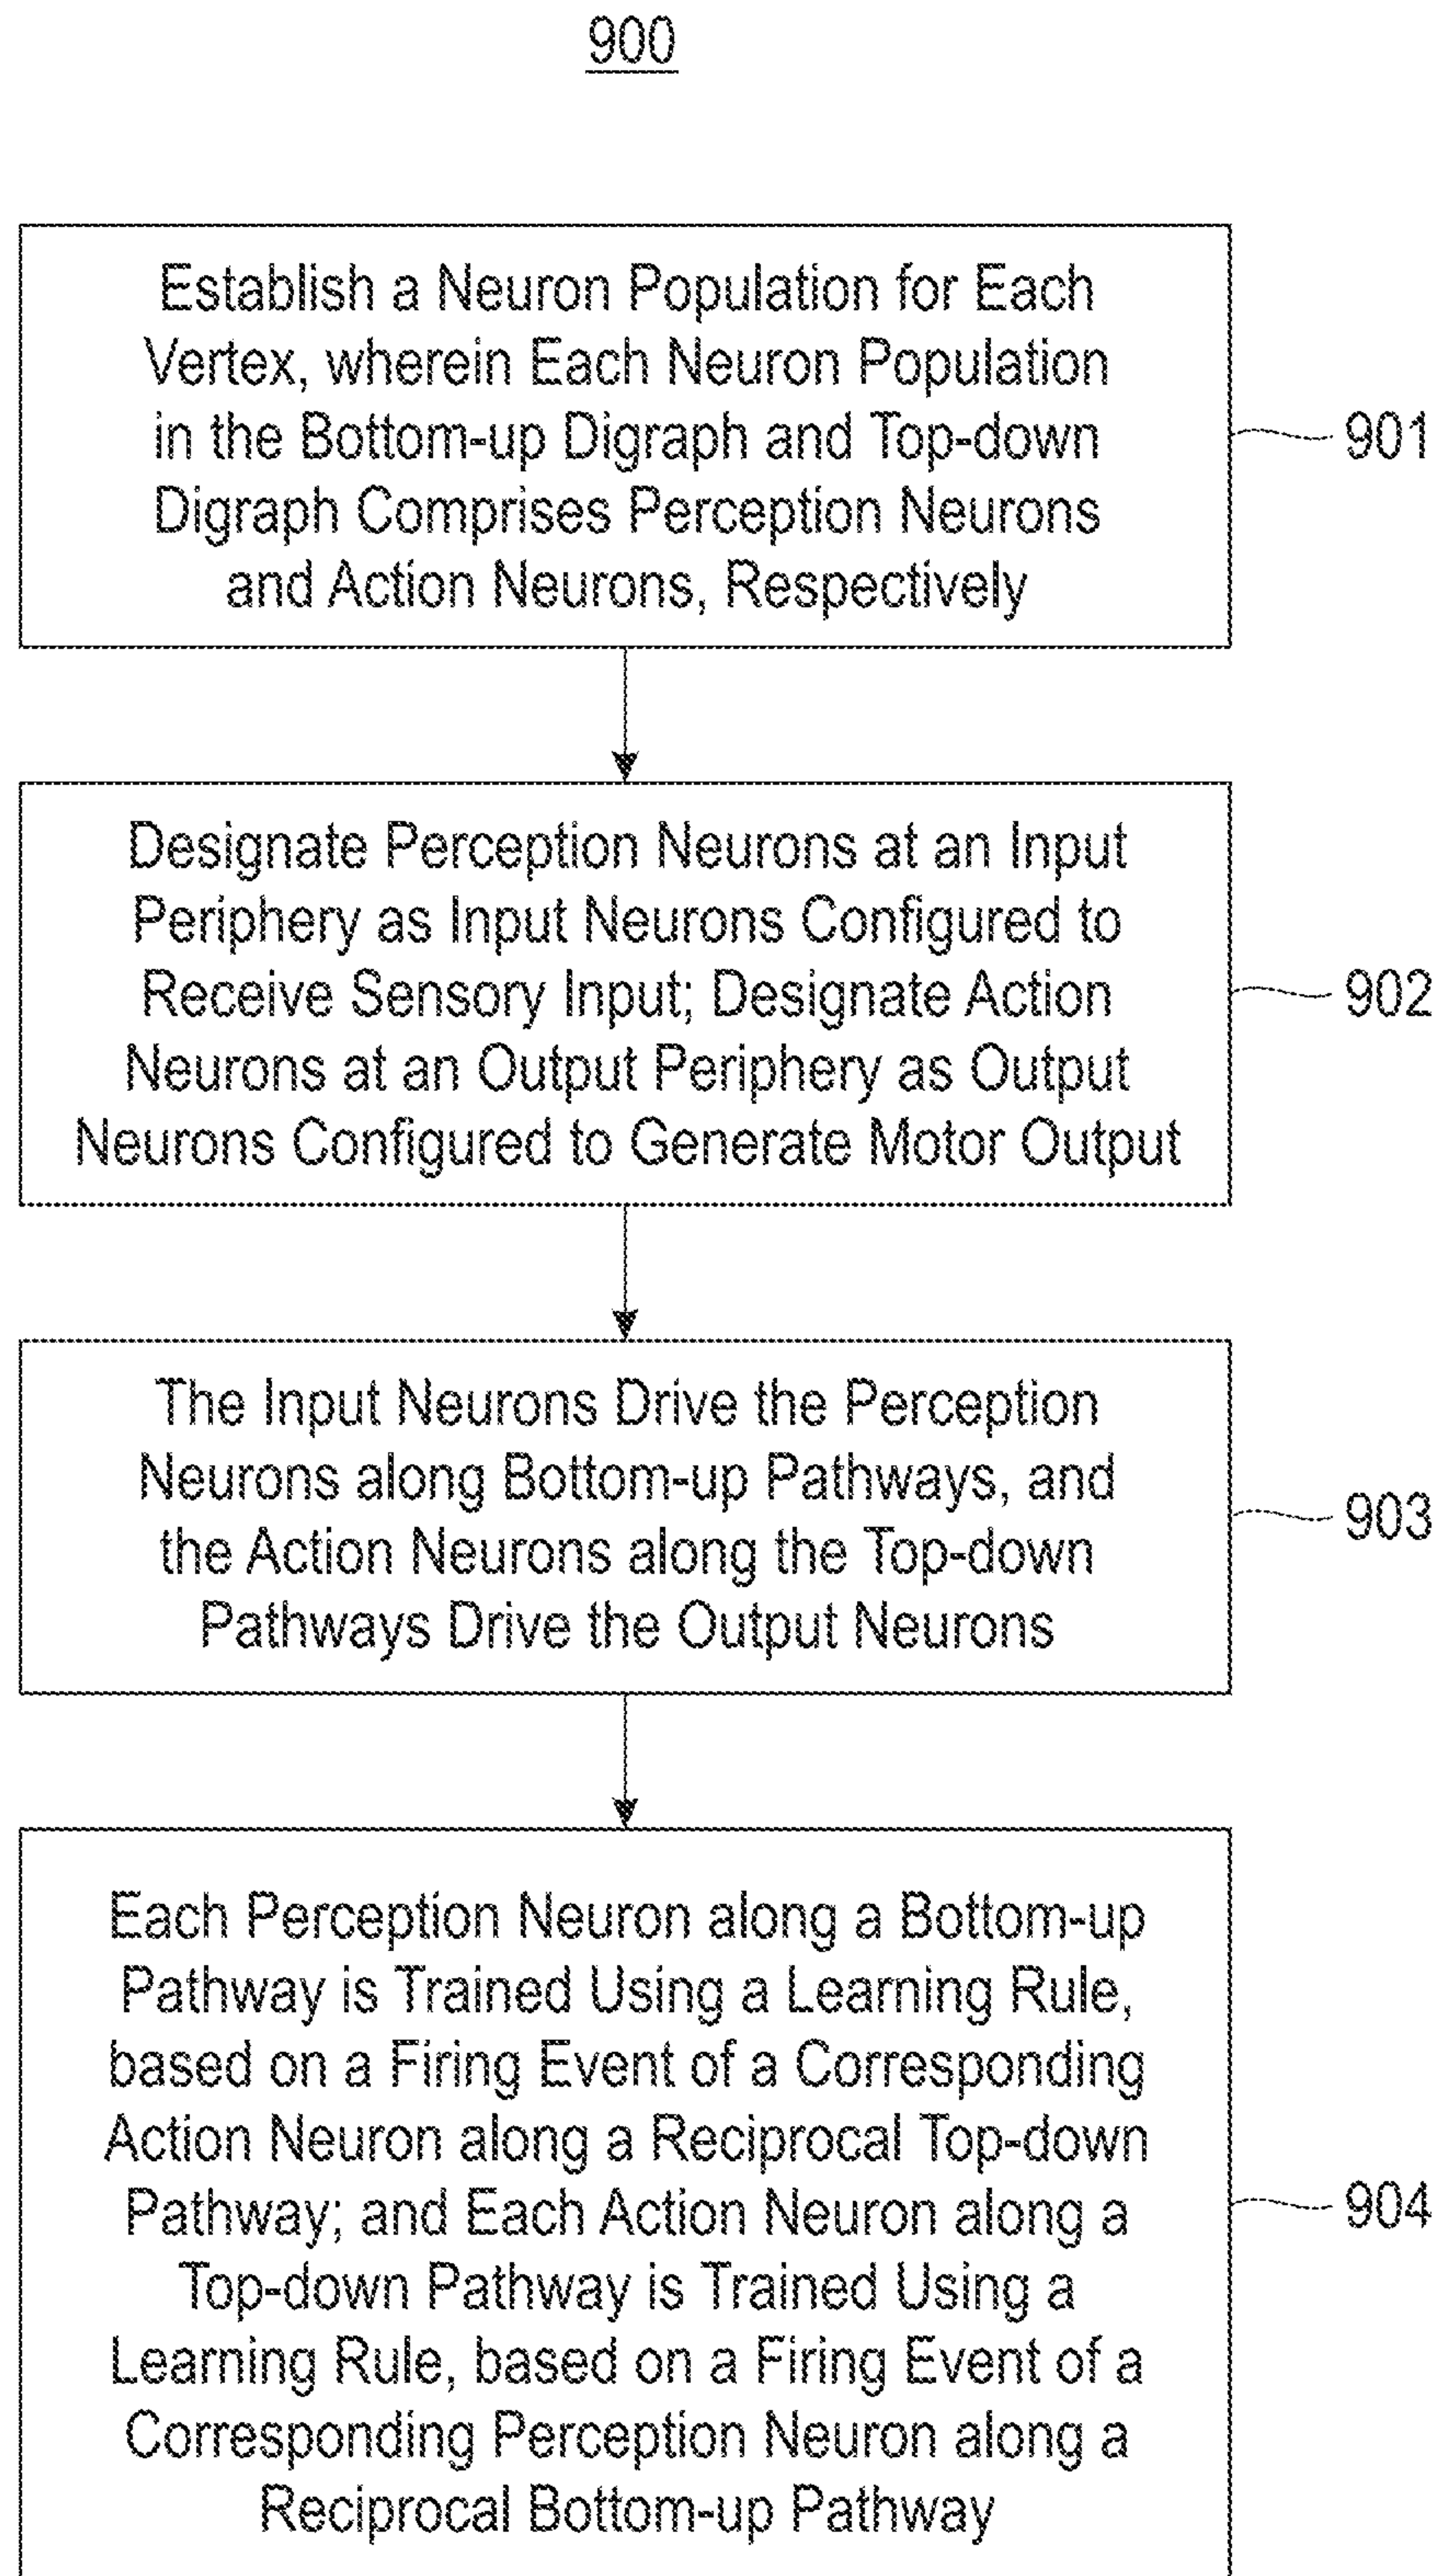 900
Establish a Neuron Population for Each
Vertex, wherein Each Neuron Population
in the Bottom-up Digraph and Top-down
Digraph Comprises Perception Neurons
and Action Neurons, Respectively
901
Designate Perception Neurons at an Input
Periphery as Input Neurons Configured to
Receive Sensory Input; Designate Action
Neurons at an Output Periphery as Output
Neurons Configured to Generate Motor Output
902
The Input Neurons Drive the Perception
Neurons along Bottom-up Pathways, and
the Action Neurons along the Top-down
Pathways Drive the Output Neurons
903
Each Perception Neuron along a Bottom-up
Pathway is Trained Using a Learning Rule,
based on a Firing Event of a Corresponding
Action Neuron along a Reciprocal Top-down
Pathway; and Each Action Neuron along a
Top-down Pathway is Trained Using a
Learning Rule, based on a Firing Event of a
Corresponding Perception Neuron along a
Reciprocal Bottom-up Pathway
904